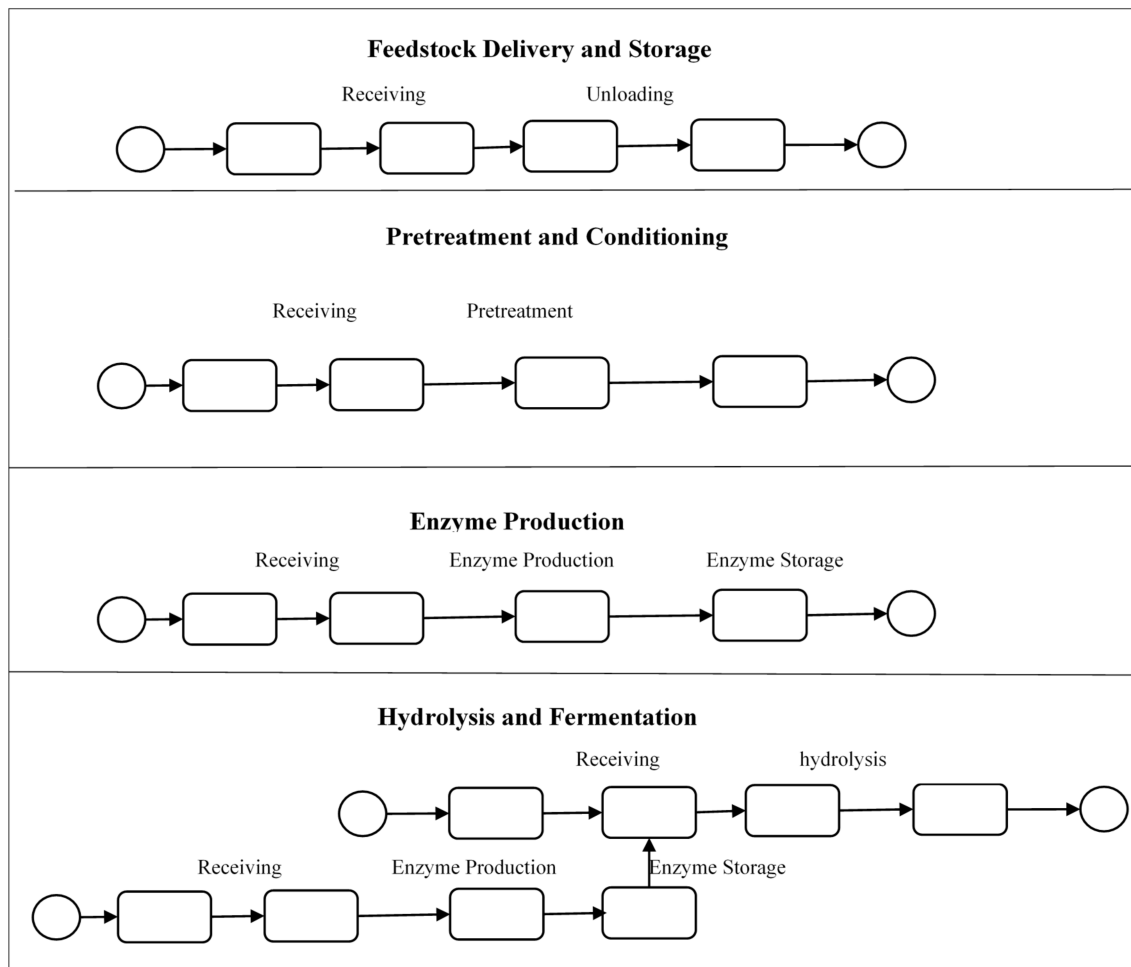 Feedstock Delivery and Storage
Receiving Unloading
Pretreatment and Conditioning
Receiving Pretreatment
Enzyme Production
Receiving Enzyme Production Enzyme Storage
Hydrolysis and Fermentation
Receiving hydrolysis
Receiving Enzyme Production Enzyme Storage